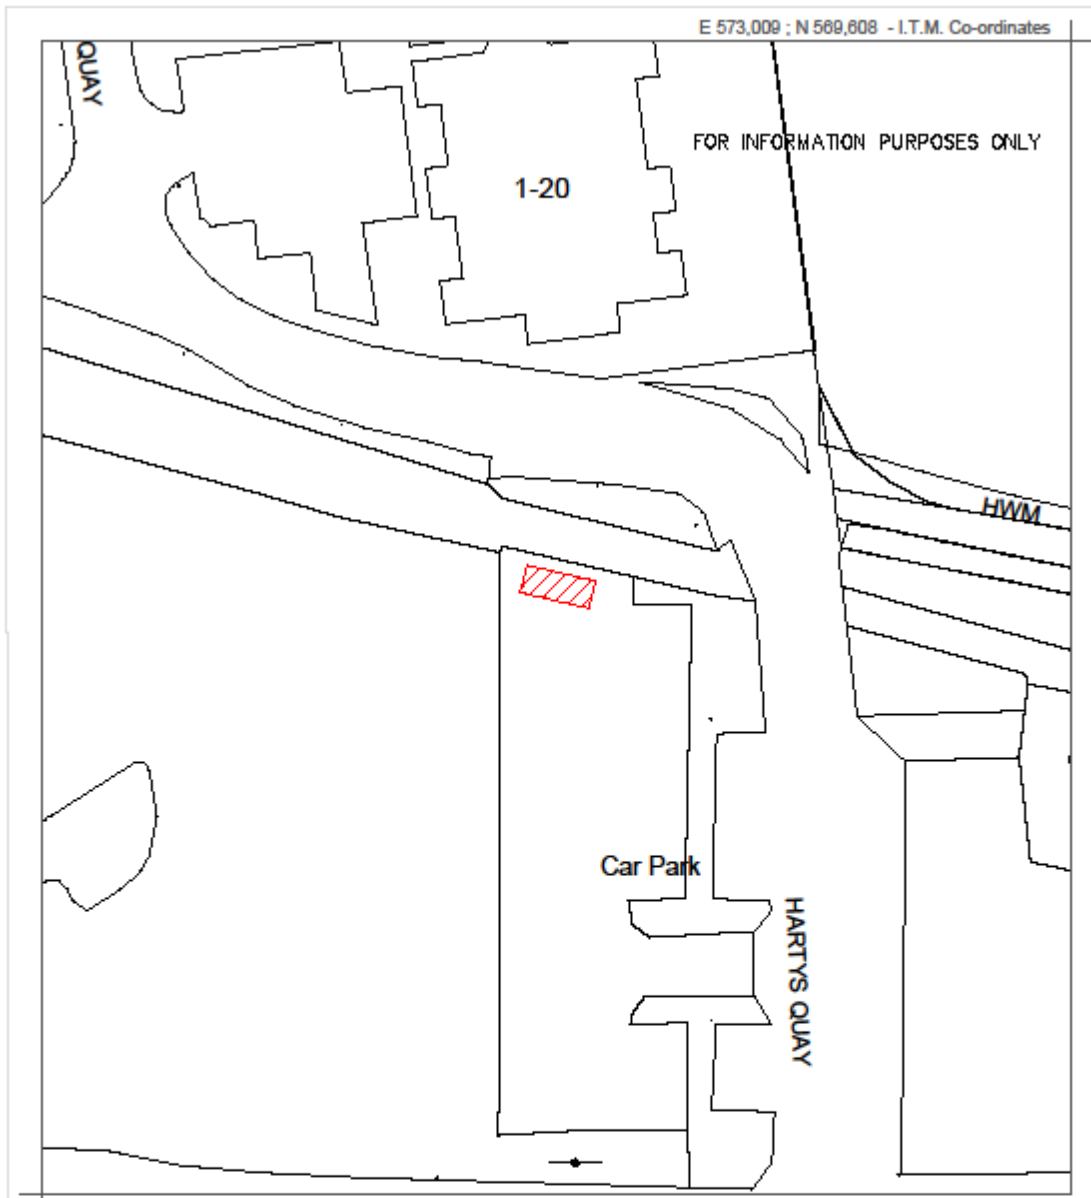 E 573,009 ; N 569,608 - I.T.M. Co-ordinates
QUAY
FOR INFORMATION PURPOSES ONLY
1-20
HWM
Car Park
HARTYS QUAY